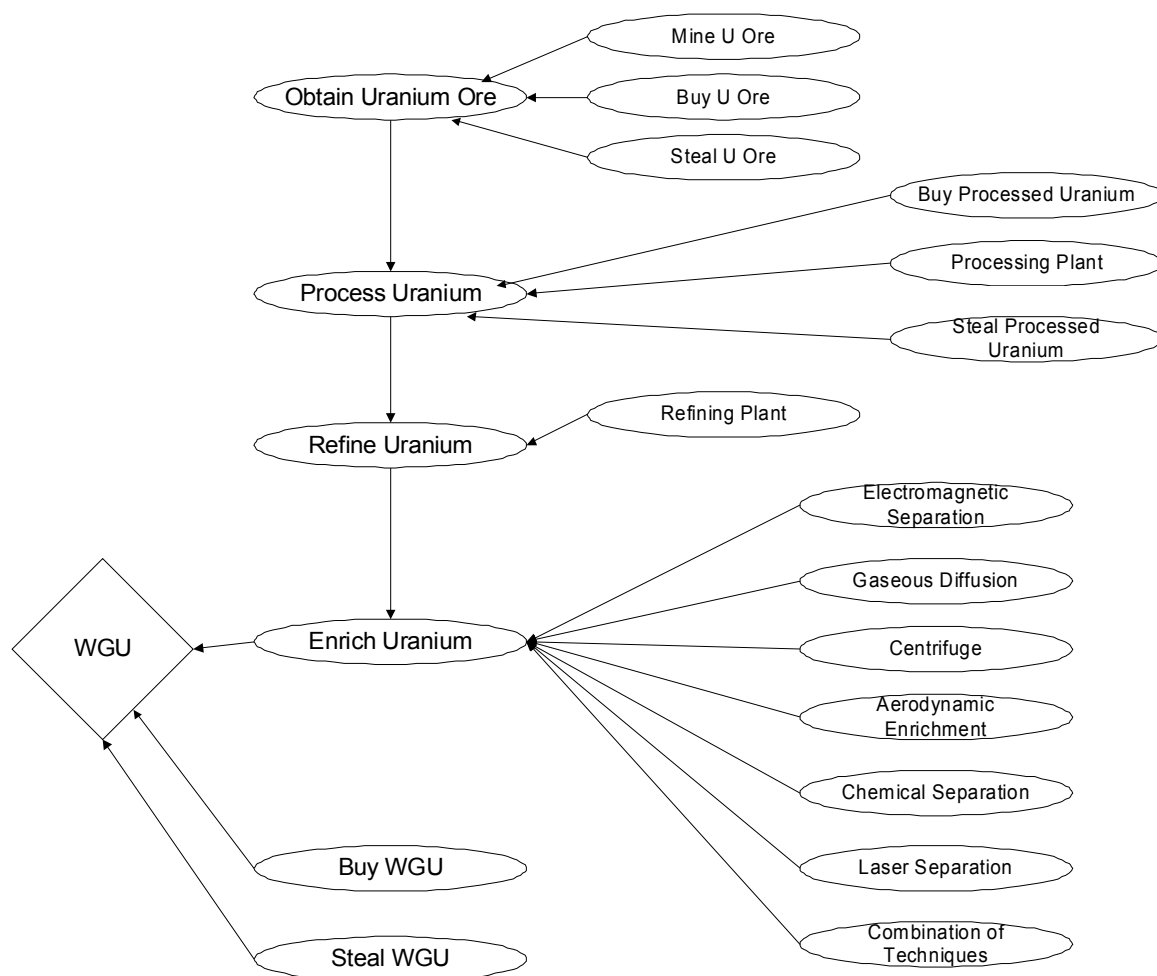 Mine U Ore
Obtain Uranium Ore
Buy U Ore
Steal U Ore
Buy Processed Uranium
Processing Plant
Process Uranium
Steal Processed
Uranium
Refining Plant
Refine Uranium
Electromagnetic
Separation
Gaseous Diffusion
WGU
Enrich Uranium
Centrifuge
Aerodynamic
Enrichment
Chemical Separation
Buy WGU
Laser Separation
Steal WGU
Combination of
Techniques